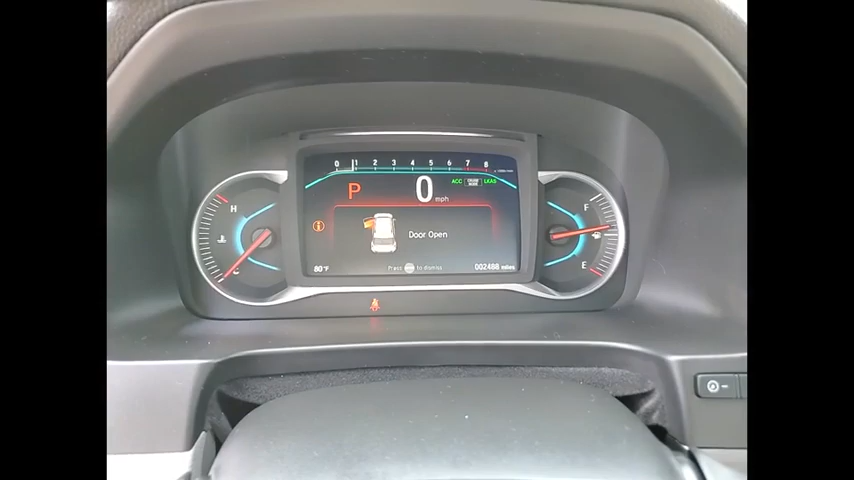 0 1 2 3 4 5 6 7 8
P 0 mph ACC LKAS
H
F
Door Open
C
E
80°F Press to dismiss 002488 miles